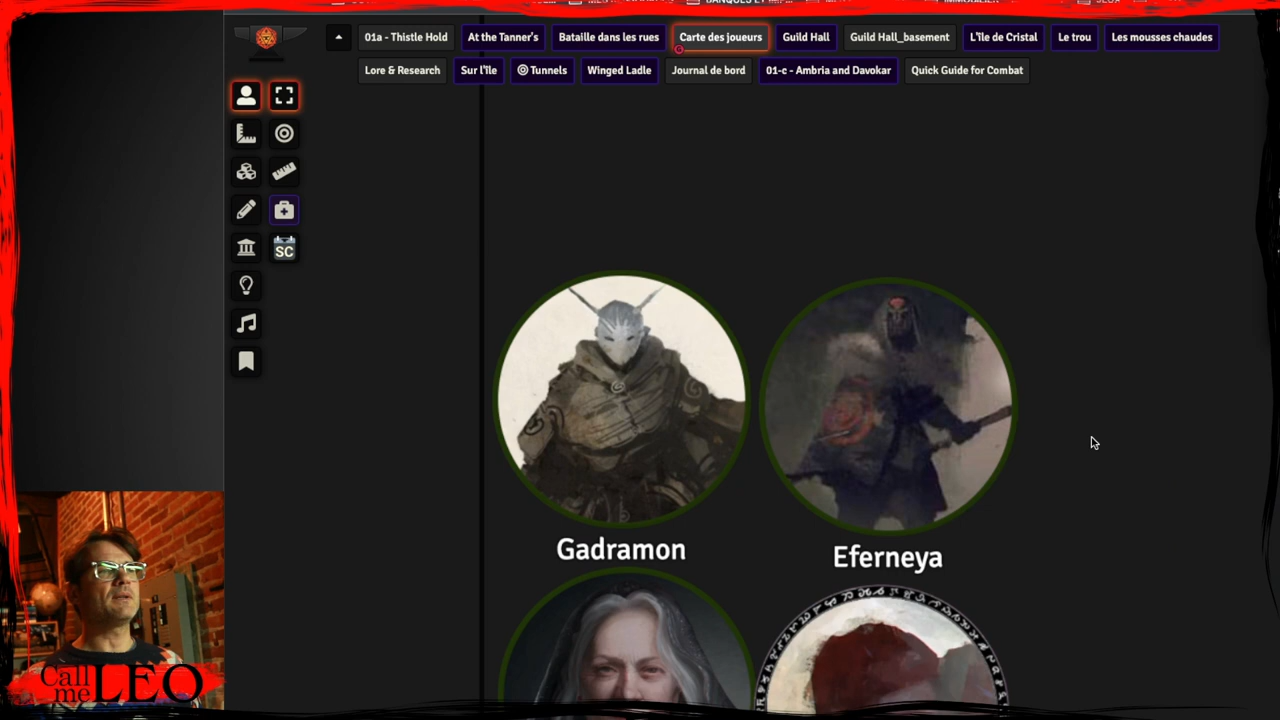 01a - Thistle Hold At the Tanner's Bataille dans les rues Carte des joueurs Guild Hall Guild Hall_basement L'Île de Cristal Le trou Les mousses chaudes
G
Lore & Research Sur l'île Tunnels Winged Ladle Journal de bord 01-c - Ambria and Davokar Quick Guide for Combat
SC
Gadramon
Eferneya
Call me LEO